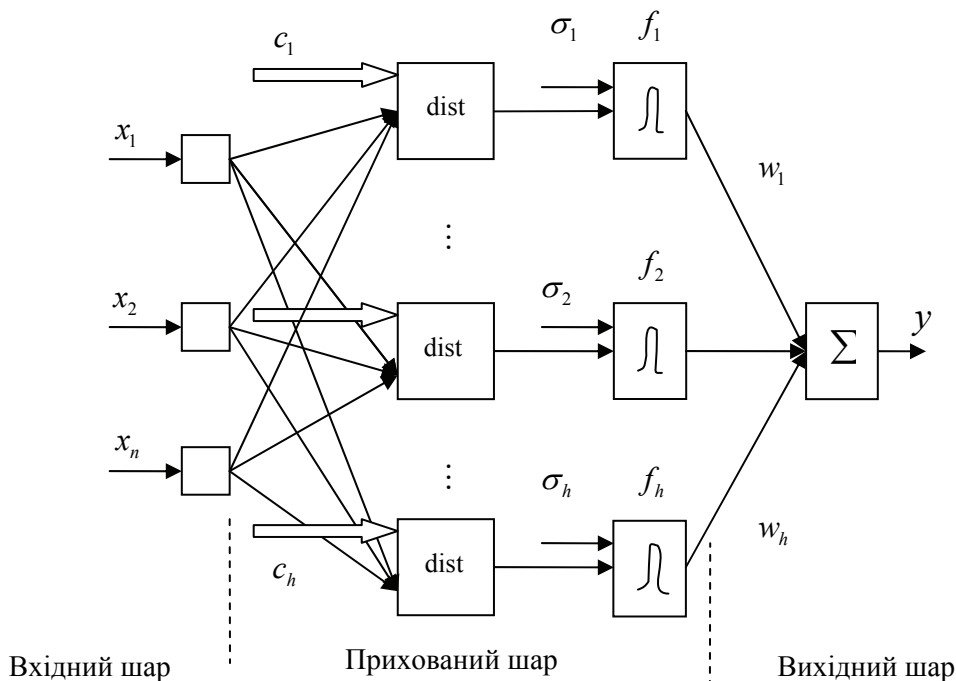 c₁
σ₁
f₁
dist
x₁
w₁
⋮
f₂
x₂
σ₂
y
dist
Σ
xₙ
⋮
σₕ
fₕ
wₕ
dist
cₕ
Вхідний шар
Прихований шар
Вихідний шар